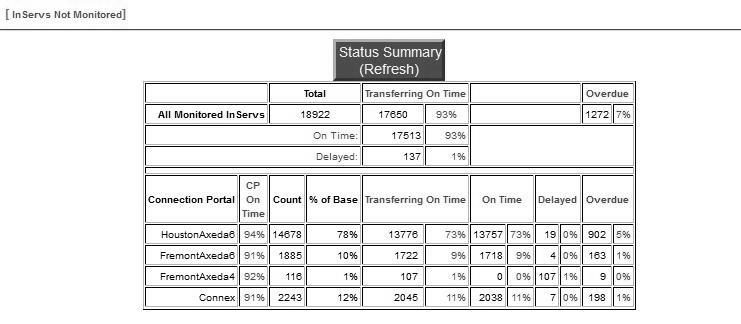 [ InServs Not Monitored]
Status Summary
(Refresh)
Total Transferring On Time Overdue
All Monitored InServs 18922 17650 93% 1272 7%
On Time: 17513 93%
Delayed: 137 1%
Connection Portal CP On Time Count % of Base Transferring On Time On Time Delayed Overdue
HoustonAxeda6 94% 14678 78% 13776 73% 13757 73% 19 0% 902 5%
FremontAxeda6 91% 1885 10% 1722 9% 1718 9% 4 0% 163 1%
FremontAxeda4 92% 116 1% 107 1% 0 0% 107 1% 9 0%
Connex 91% 2243 12% 2045 11% 2038 11% 7 0% 198 1%